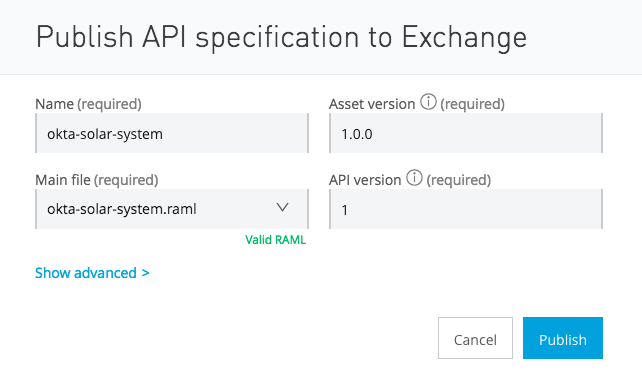 Publish API specification to Exchange
Name (required)
Asset version ⓘ (required)
okta-solar-system
1.0.0
Main file (required)
API version ⓘ (required)
okta-solar-system.raml
1
Valid RAML
Show advanced >
Cancel
Publish